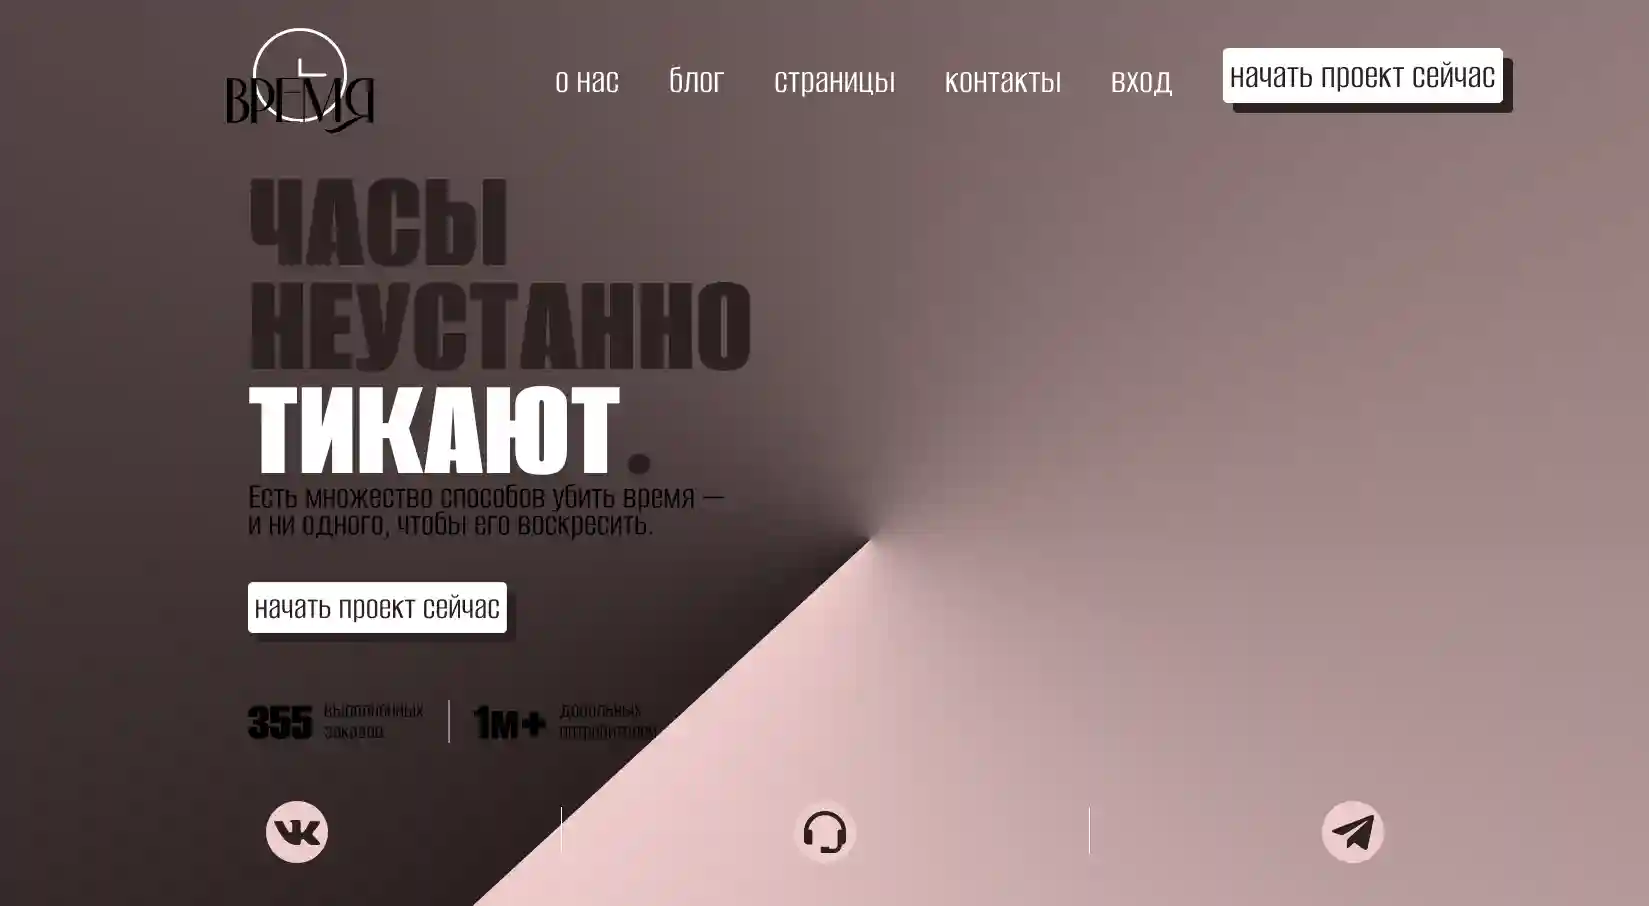 ВРЕМЯ
о нас
блог
страницы
контакты
вход
начать проект сейчас
ЧАСЫ
НЕУСТАННО
ТИКАЮТ.
Есть множество способов убить время —
и ни одного, чтобы его воскресить.
начать проект сейчас
355
выполненных
заказов
1м+
довольных
потребителей